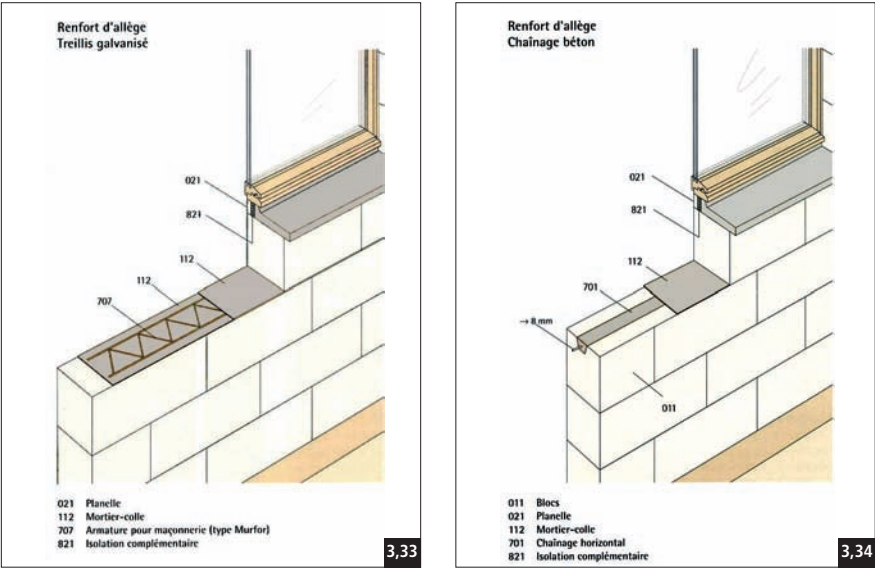 Renfort d'allège
Treillis galvanisé
021
821
112
112
707
021 Planelle
112 Mortier-colle
707 Armature pour maçonnerie (type Murfor)
821 Isolation complémentaire
3,33
Renfort d'allège
Chaînage béton
021
821
112
701
→ 8 mm
011
011 Blocs
021 Planelle
112 Mortier-colle
701 Chaînage horizontal
821 Isolation complémentaire
3,34